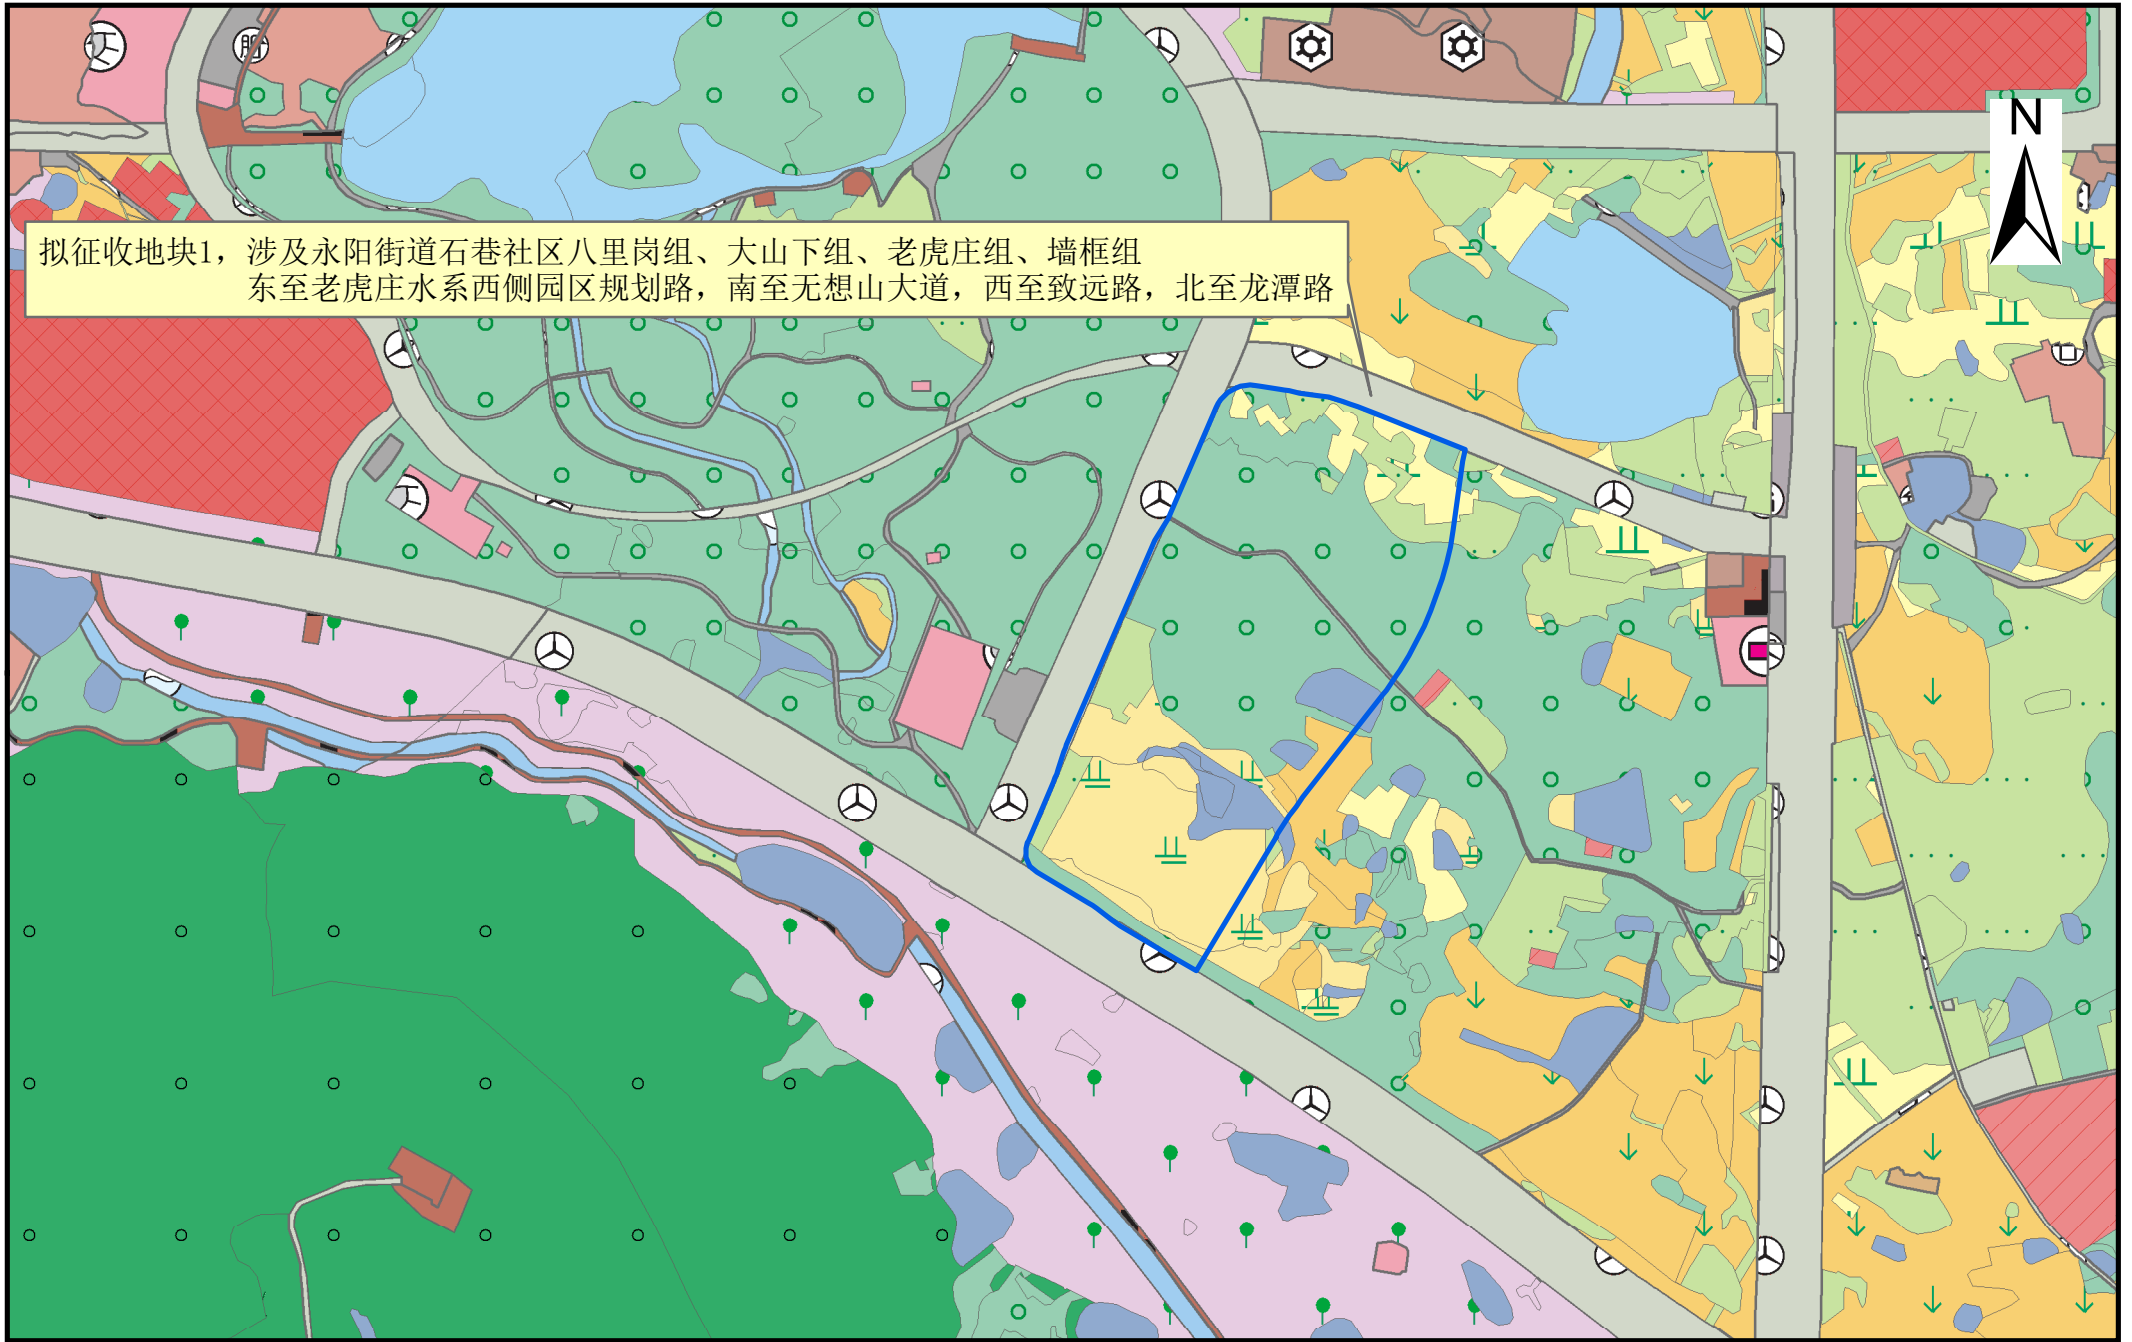 拟征收地块1，涉及永阳街道石巷社区八里岗组、大山下组、老虎庄组、墙框组
东至老虎庄水系西侧园区规划路，南至无想山大道，西至致远路，北至龙潭路
N